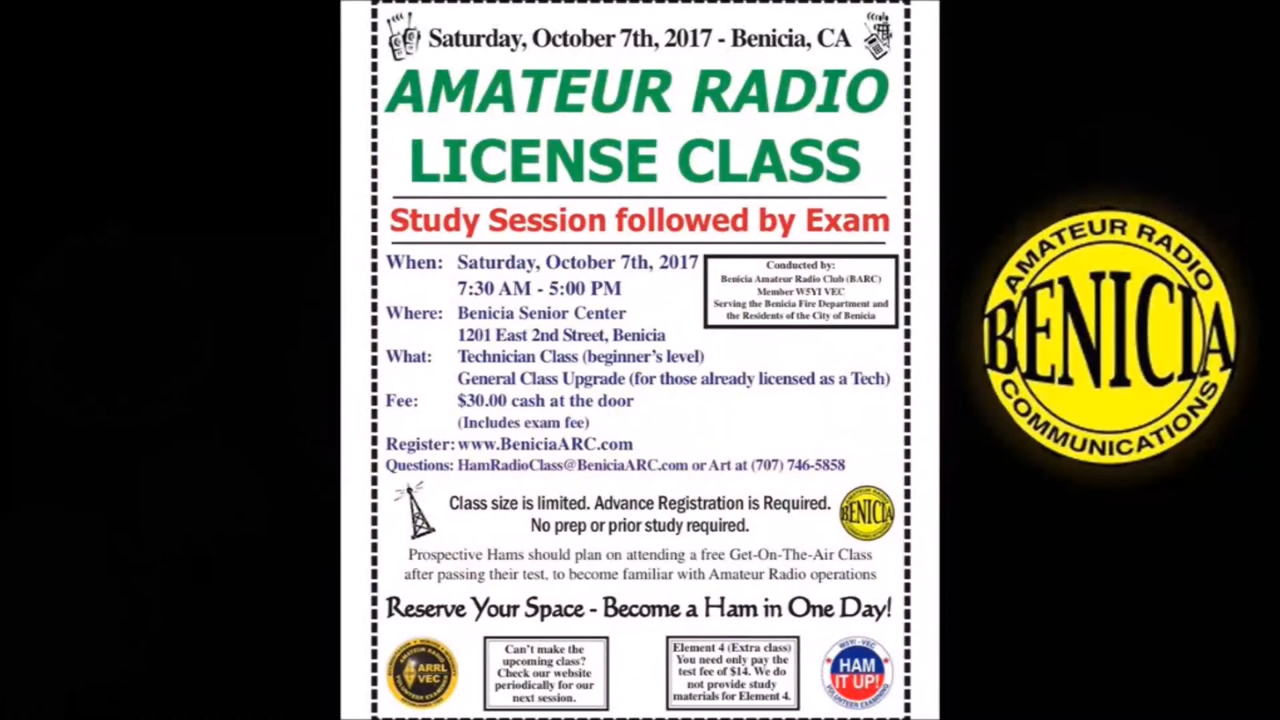 Saturday, October 7th, 2017 - Benicia, CA
AMATEUR RADIO
LICENSE CLASS
Study Session followed by Exam
When: Saturday, October 7th, 2017
7:30 AM - 5:00 PM
Where: Benicia Senior Center
1201 East 2nd Street, Benicia
What: Technician Class (beginner's level)
General Class Upgrade (for those already licensed as a Tech)
Fee: $30.00 cash at the door
(Includes exam fee)
Register: www.BeniciaARC.com
Questions: HamRadioClass@BeniciaARC.com or Art at (707) 746-5858
Conducted by:
Benicia Amateur Radio Club (BARC)
Member W5YI VEC
Serving the Benicia Fire Department and
the Residents of the City of Benicia
Class size is limited. Advance Registration is Required.
No prep or prior study required.
BENICIA
Prospective Hams should plan on attending a free Get-On-The-Air Class
after passing their test, to become familiar with Amateur Radio operations
Reserve Your Space - Become a Ham in One Day!
AMATEUR RADIO
ARRL
VEC
VOLUNTEER EXAMINER
Can't make the
upcoming class?
Check our website
periodically for our
next session.
Element 4 (Extra class)
You need only pay the
test fee of $14. We do
not provide study
materials for Element 4.
W5YI - VEC
HAM
IT UP!
VOLUNTEER EXAMINING
AMATEUR RADIO
BENICIA
COMMUNICATIONS